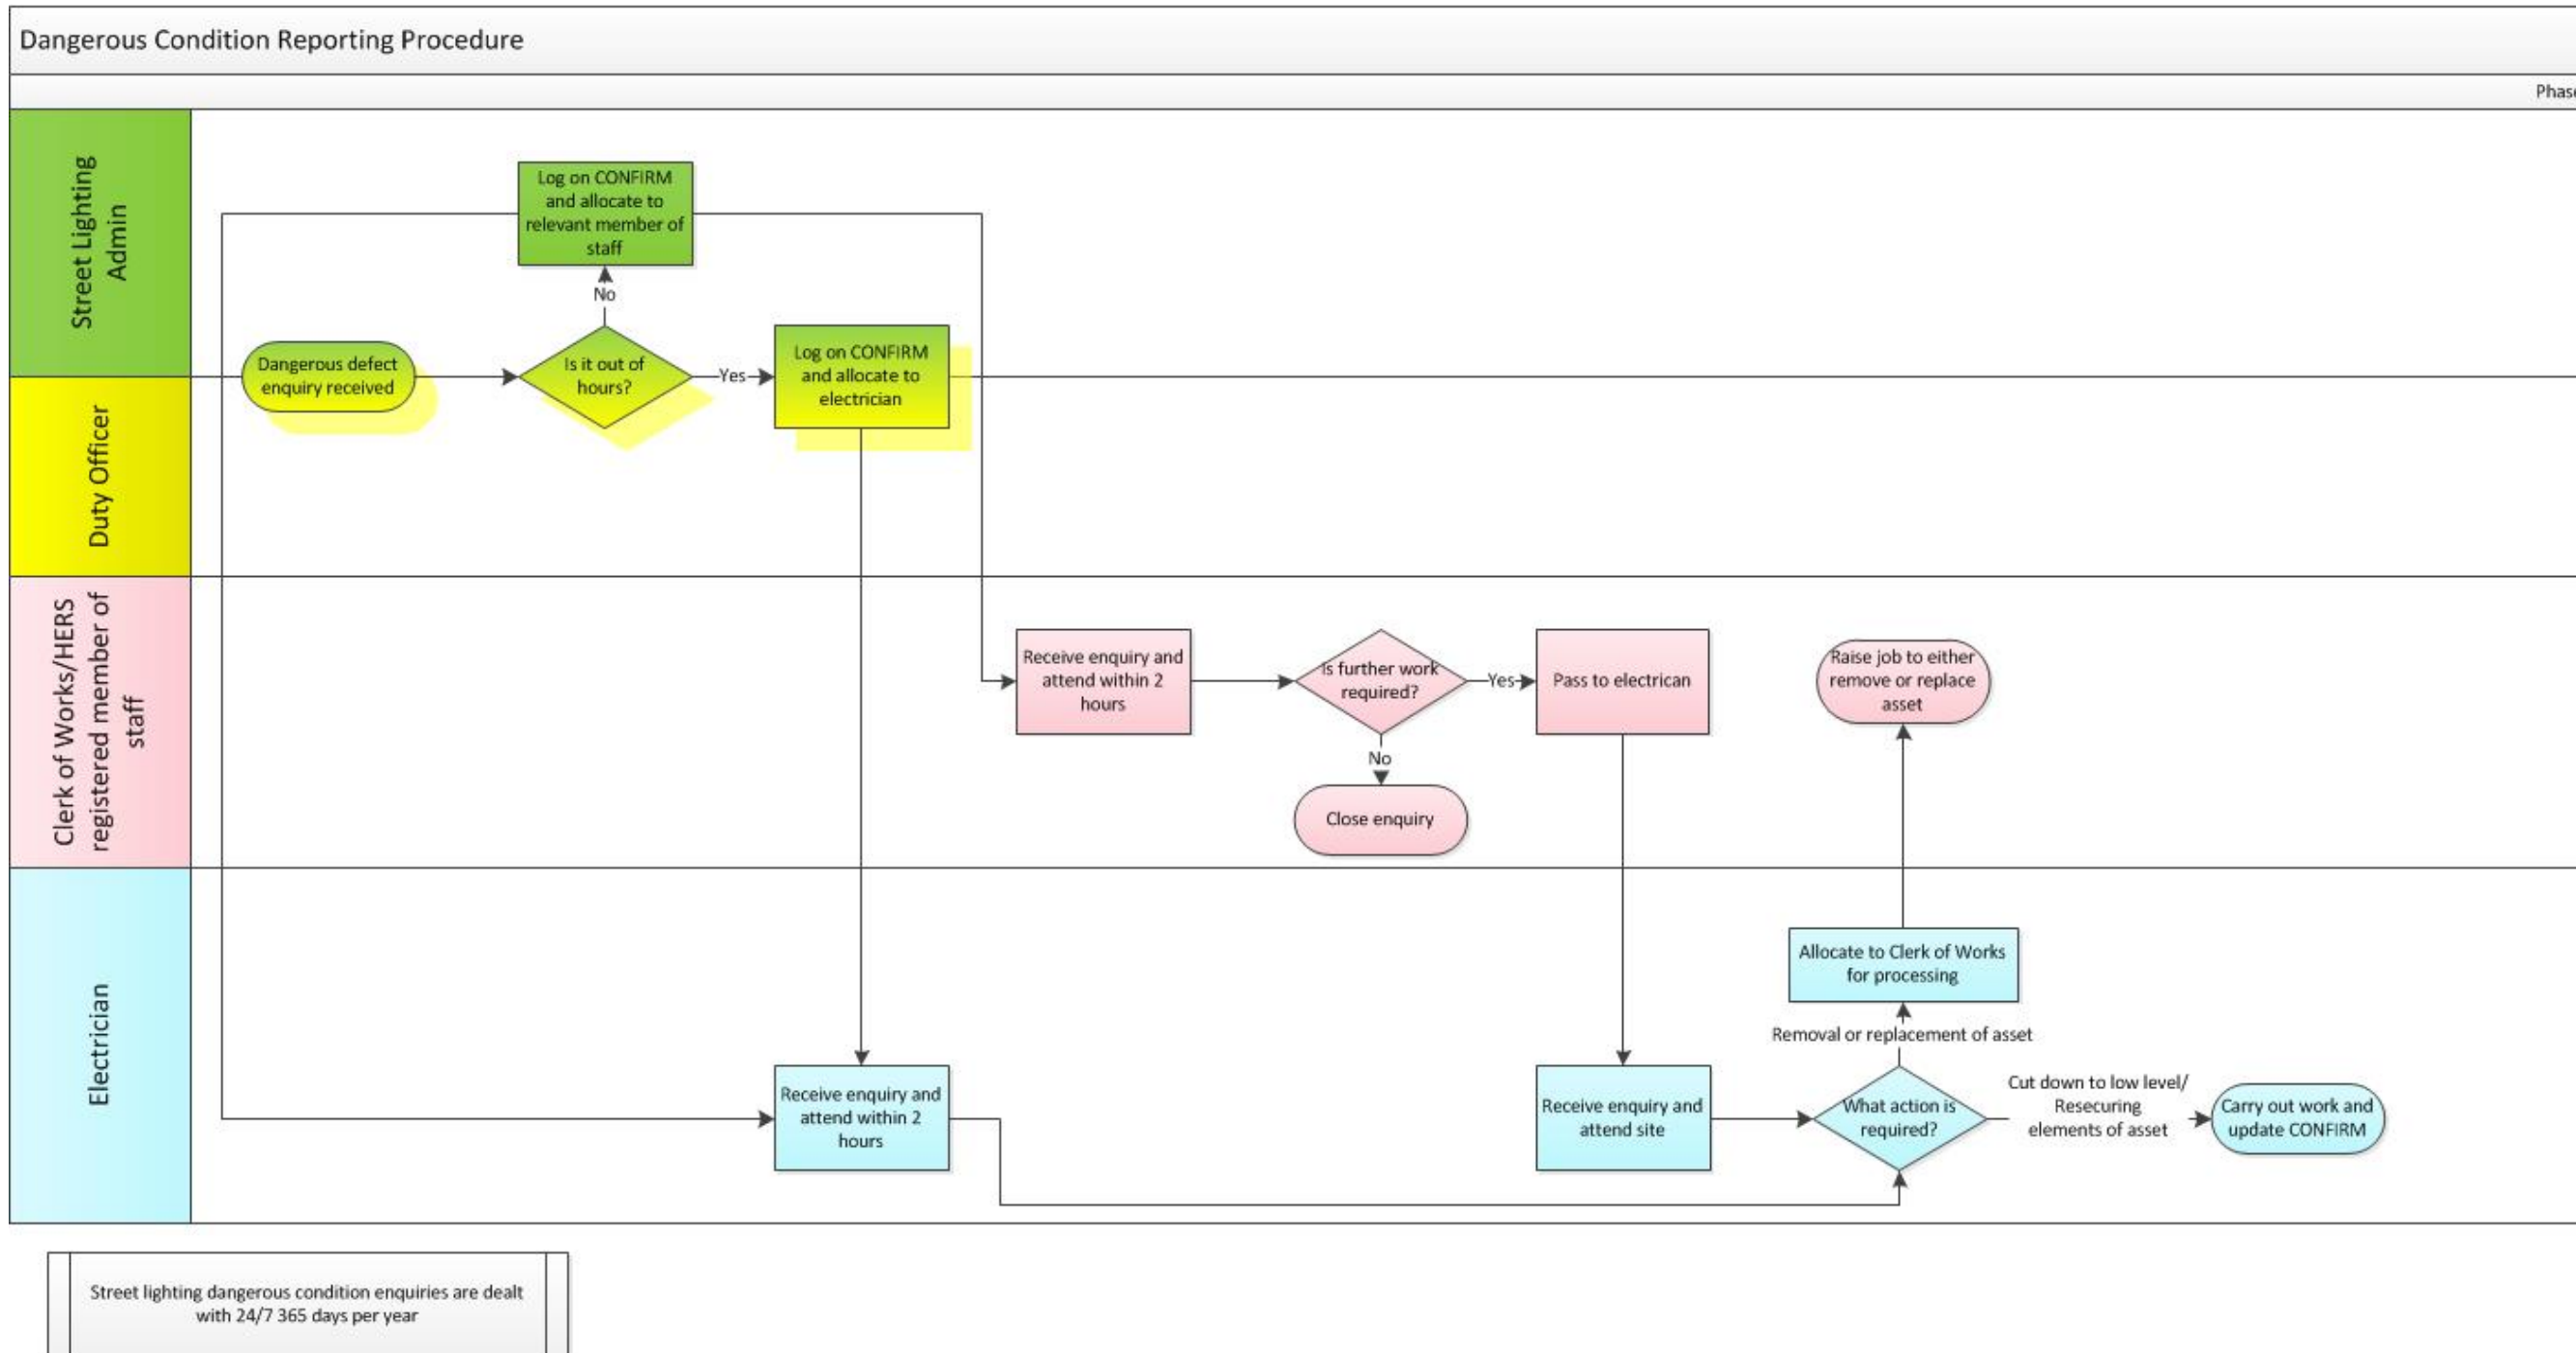 Dangerous Condition Reporting Procedure
Phase
Street Lighting
Admin
Log on CONFIRM
and allocate to
relevant member of
staff
No
Dangerous defect
enquiry received
Is it out of
hours?
Yes
Log on CONFIRM
and allocate to
electrician
Duty Officer
Clerk of Works/HERS
registered member of
staff
Receive enquiry and
attend within 2
hours
Is further work
required?
Yes
Pass to electrican
Raise job to either
remove or replace
asset
No
Close enquiry
Electrician
Allocate to Clerk of Works
for processing
Removal or replacement of asset
Receive enquiry and
attend within 2
hours
Receive enquiry and
attend site
What action is
required?
Cut down to low level/
Resecuring
elements of asset
Carry out work and
update CONFIRM
Street lighting dangerous condition enquiries are dealt
with 24/7 365 days per year